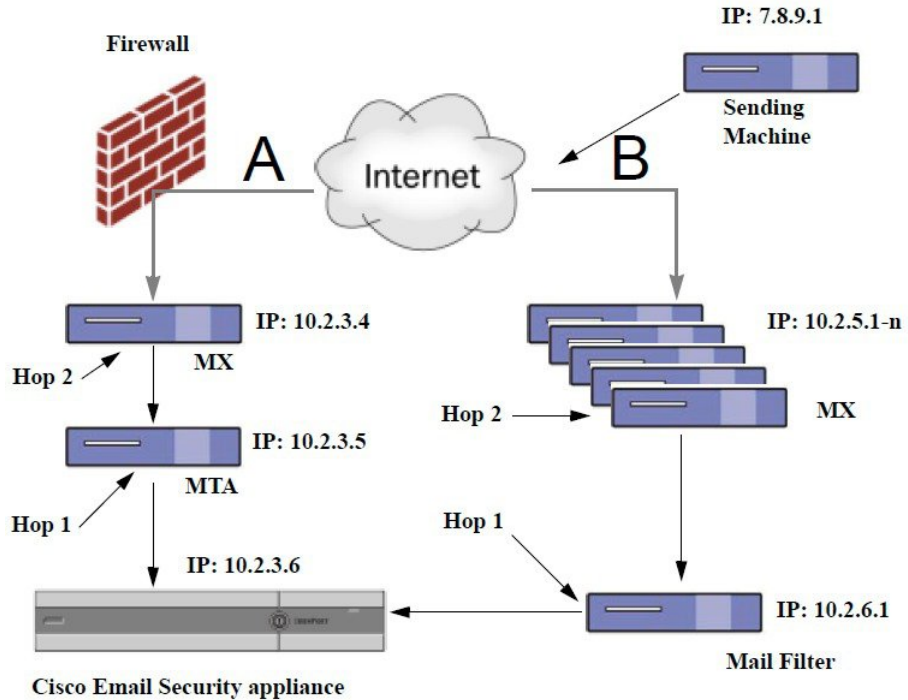 IP: 7.8.9.1
Firewall
Sending
Machine
A
Internet
B
IP: 10.2.3.4
MX
Hop 2
IP: 10.2.5.1-n
Hop 2
MX
IP: 10.2.3.5
MTA
Hop 1
Hop 1
IP: 10.2.3.6
IP: 10.2.6.1
Mail Filter
Cisco Email Security appliance